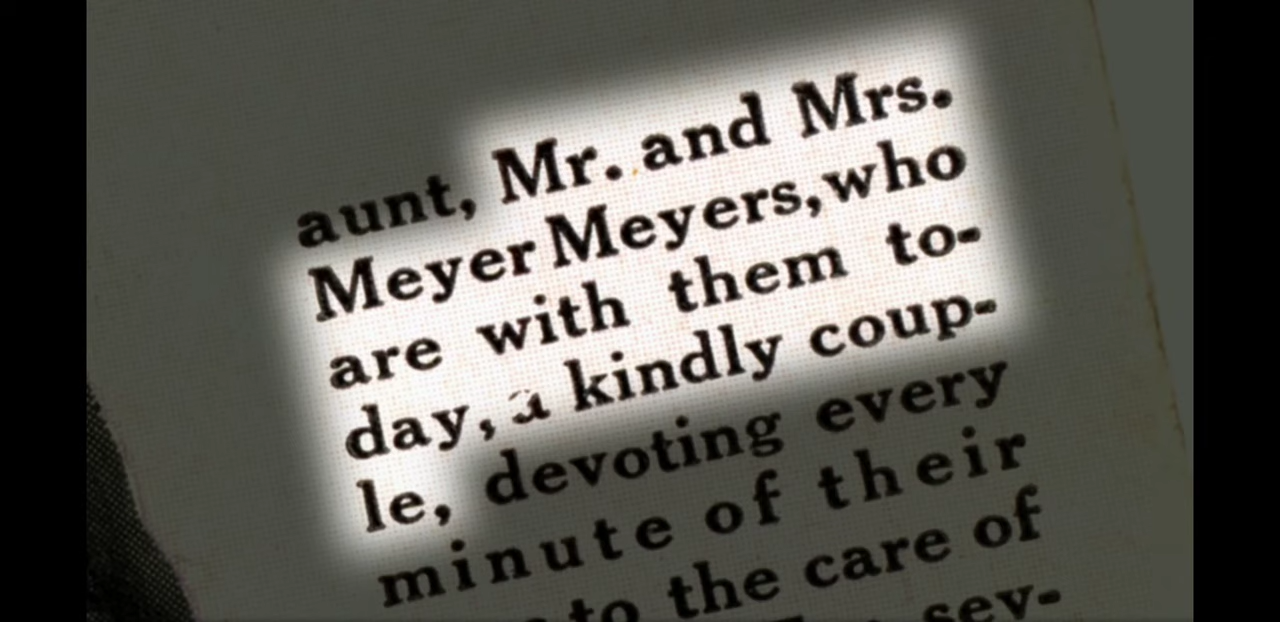 aunt, Mr. and Mrs.
Meyer Meyers, who
are with them to-
day, a kindly coup-
le, devoting every
minute of their
to the care of
sev-